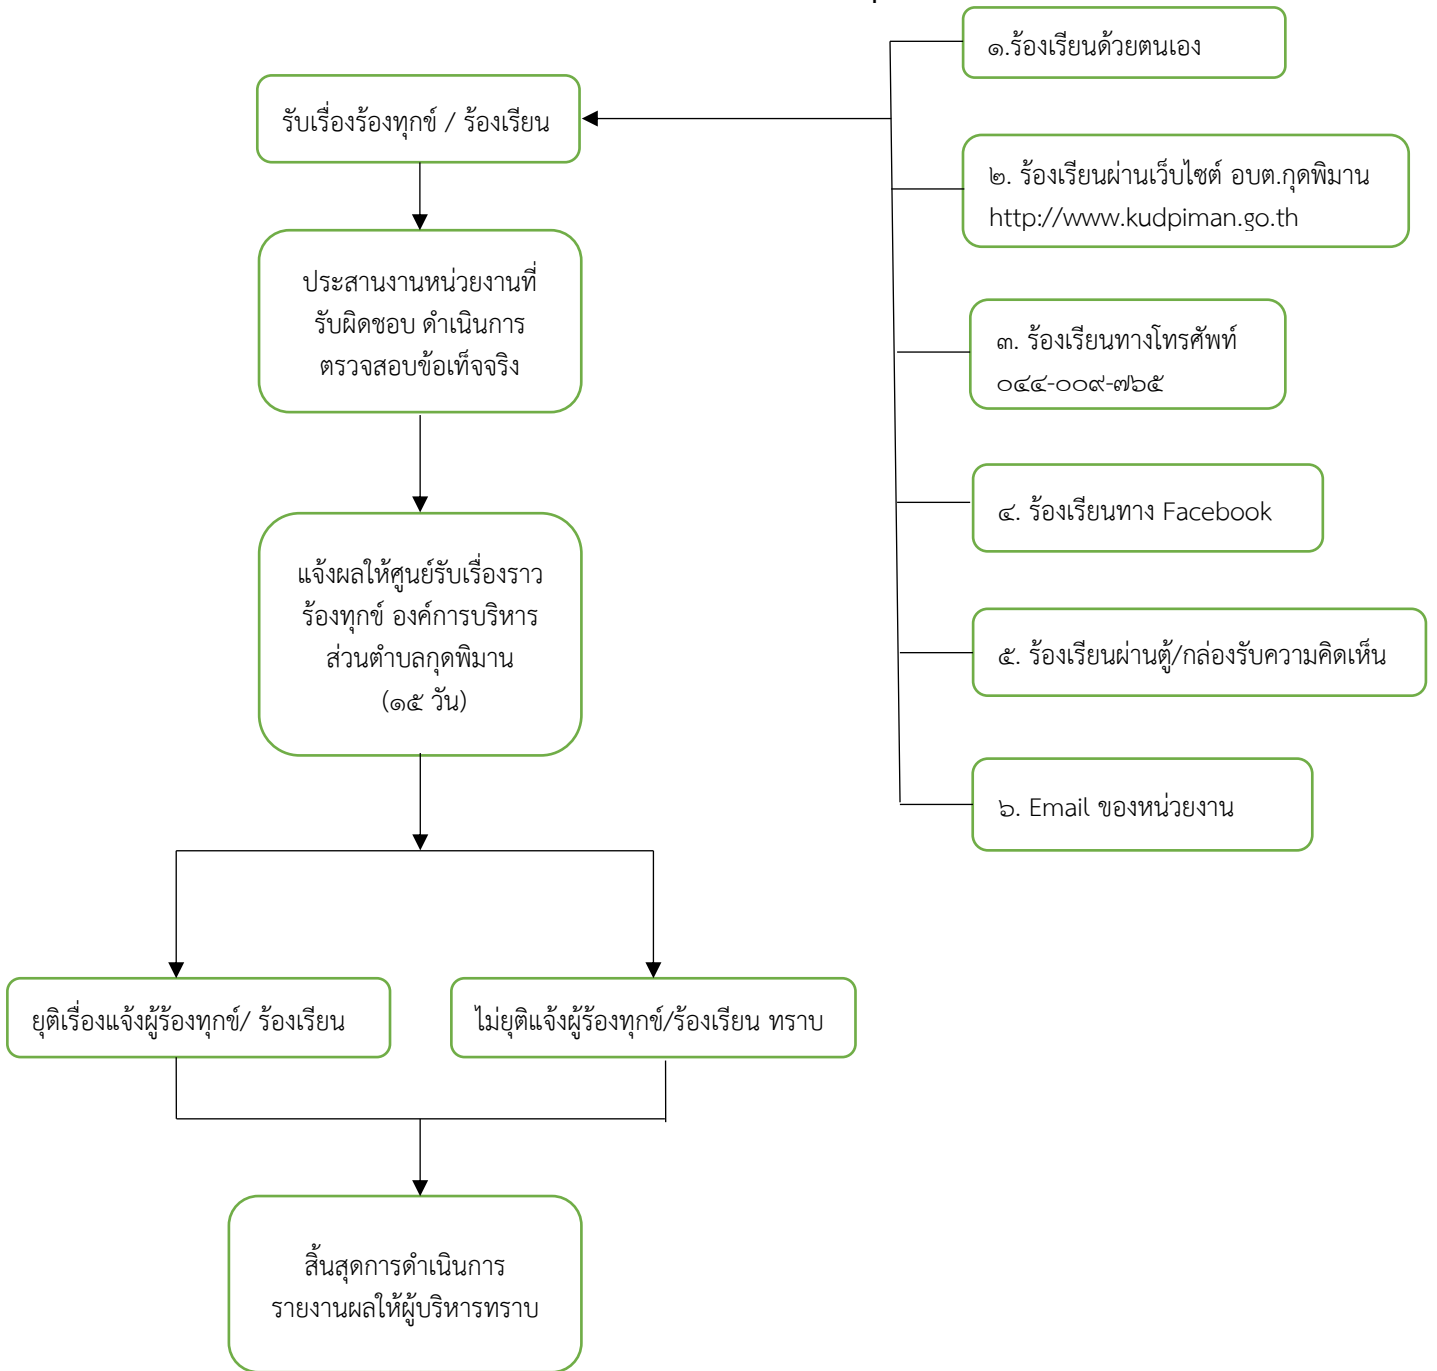 ๑.ร้องเรียนด้วยตนเอง
รับเรื่องร้องทุกข์ / ร้องเรียน
๒. ร้องเรียนผ่านเว็บไซต์ อบต.กุดพิมาน
http://www.kudpiman.go.th
ประสานงานหน่วยงานที่
รับผิดชอบ ดำเนินการ
ตรวจสอบข้อเท็จจริง
๓. ร้องเรียนทางโทรศัพท์
๐๔๔-๐๐๙-๗๖๕
๔. ร้องเรียนทาง Facebook
แจ้งผลให้ศูนย์รับเรื่องราว
ร้องทุกข์ องค์การบริหาร
ส่วนตำบลกุดพิมาน
(๑๕ วัน)
๕. ร้องเรียนผ่านตู้/กล่องรับความคิดเห็น
๖. Email ของหน่วยงาน
ยุติเรื่องแจ้งผู้ร้องทุกข์/ ร้องเรียน
ไม่ยุติแจ้งผู้ร้องทุกข์/ร้องเรียน ทราบ
สิ้นสุดการดำเนินการ
รายงานผลให้ผู้บริหารทราบ